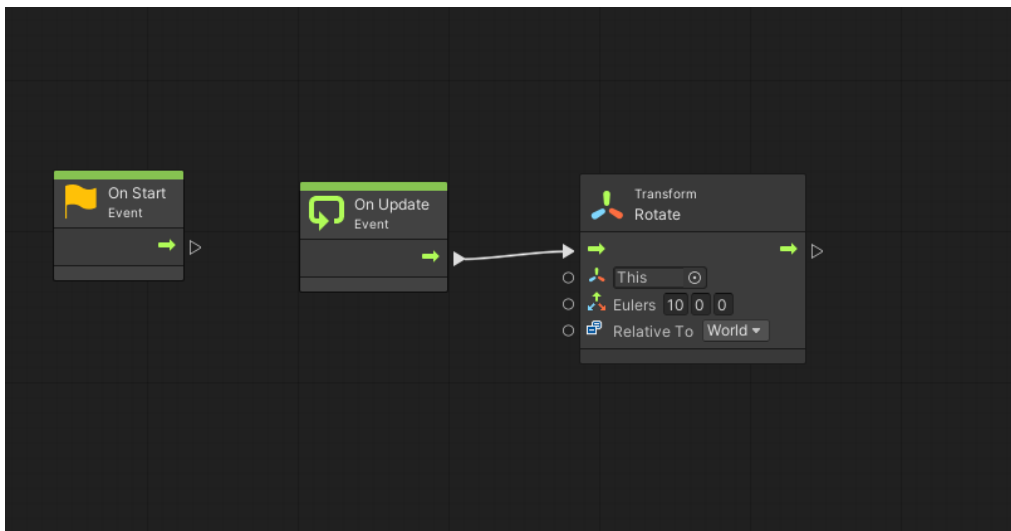 On Start
Event
On Update
Event
Transform
Rotate
This
Eulers 10 0 0
Relative To World